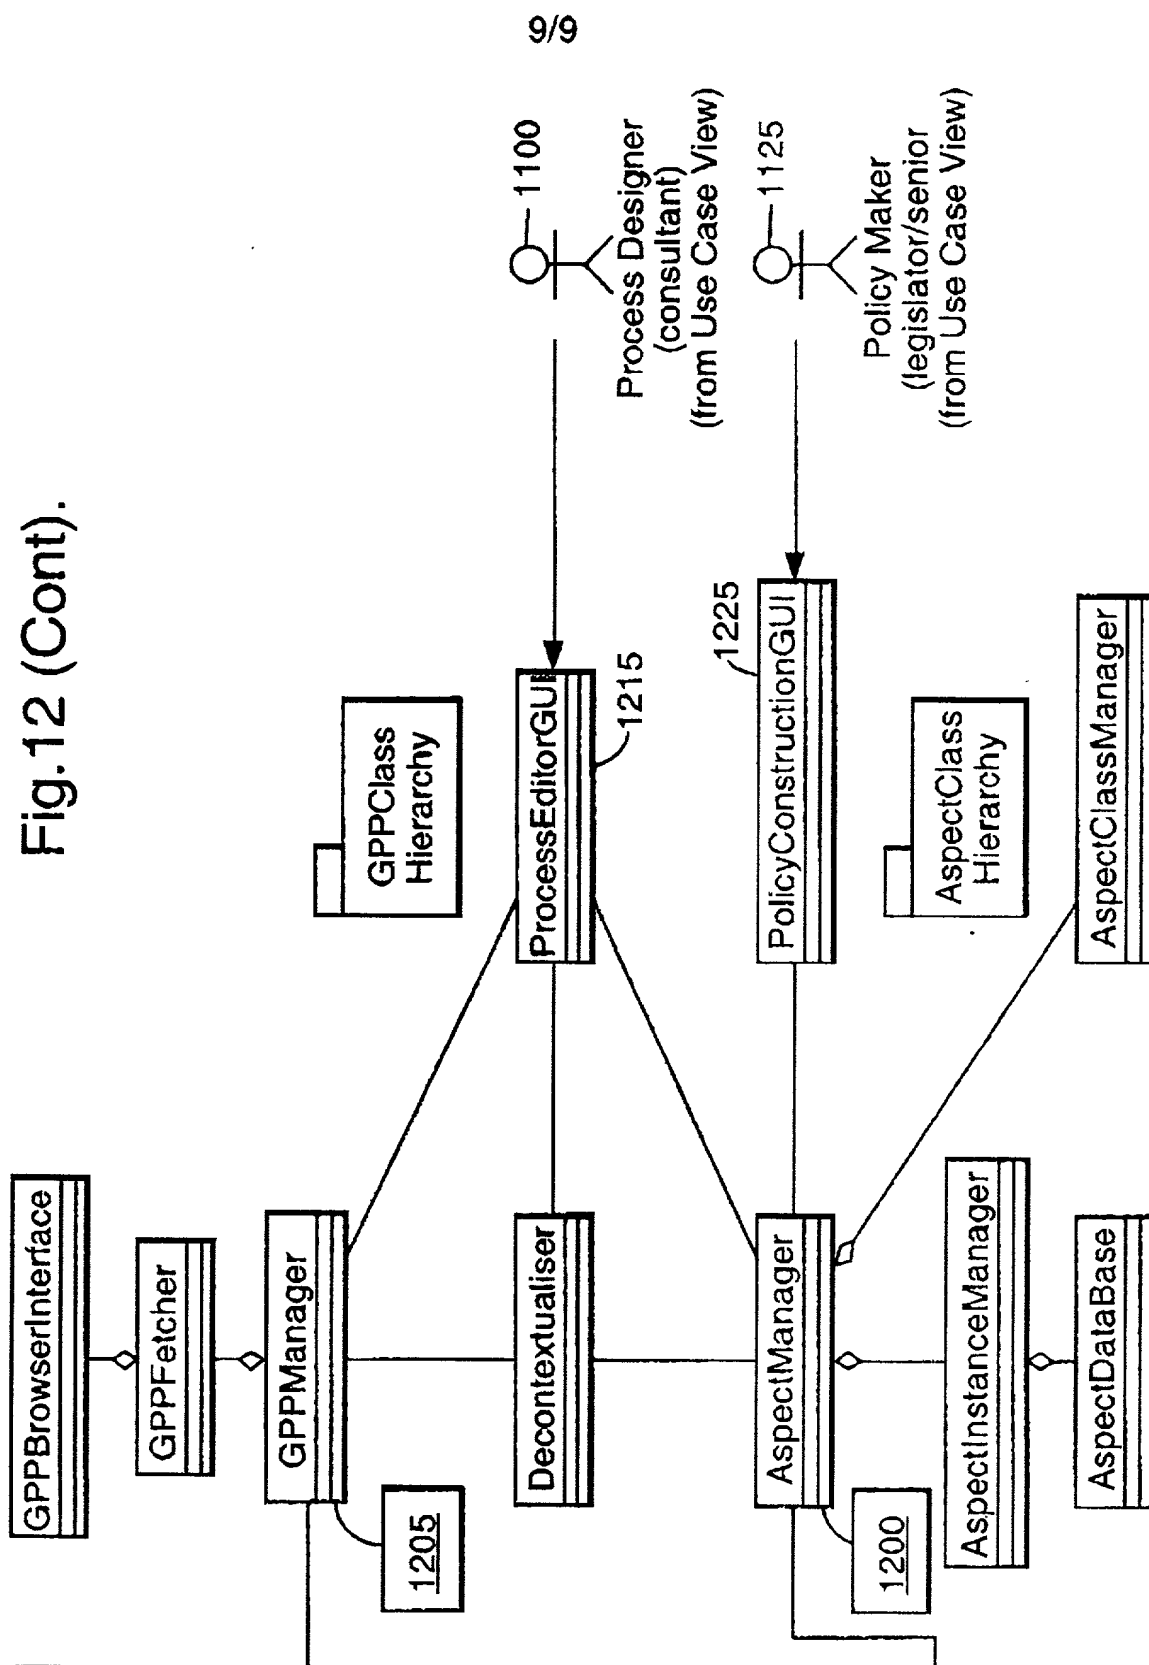 9/9
Fig.12 (Cont).
GPPBrowserInterface
GPPFetcher
GPPManager
1205
GPPClass
Hierarchy
Decontextualiser
ProcessEditorGUI
1215
1100
Process Designer
(consultant)
(from Use Case View)
AspectManager
1200
PolicyConstructionGUI
1225
1125
Policy Maker
(legislator/senior
(from Use Case View)
AspectClass
Hierarchy
AspectInstanceManager
AspectDataBase
AspectClassManager